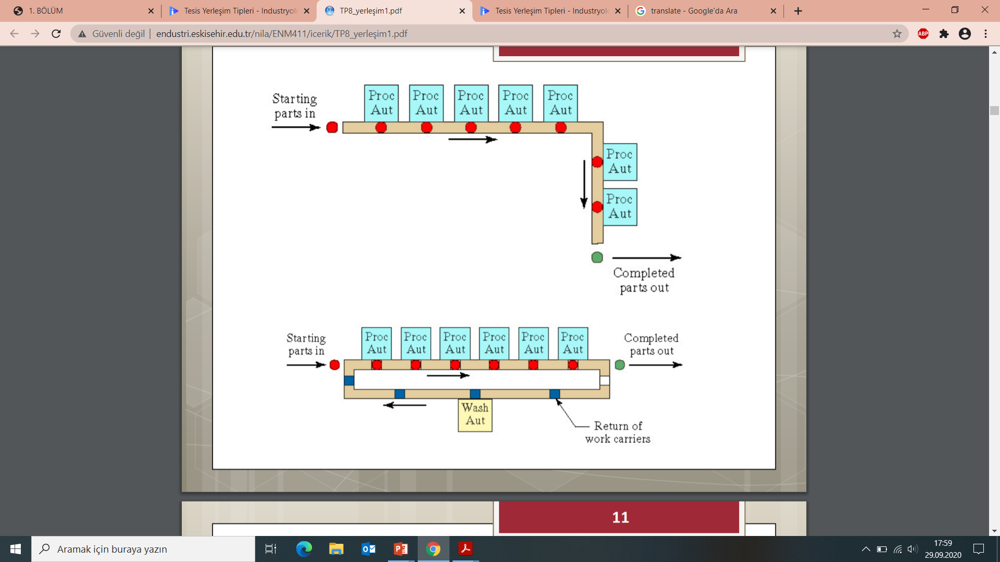 1. BÖLÜM
Tesis Yerleşim Tipleri - Industryolo
TP8_yerleşim1.pdf
Tesis Yerleşim Tipleri - Industryolo
translate - Google'da Ara
Güvenli değil
endustri.eskisehir.edu.tr/nila/ENM411/icerik/TP8_yerleşim1.pdf
ABP
Starting
parts in
Proc
Aut
Proc
Aut
Proc
Aut
Proc
Aut
Proc
Aut
Proc
Aut
Proc
Aut
Completed
parts out
Starting
parts in
Proc
Aut
Proc
Aut
Proc
Aut
Proc
Aut
Proc
Aut
Proc
Aut
Completed
parts out
Wash
Aut
Return of
work carriers
11
Aramak için buraya yazın
17:59
29.09.2020